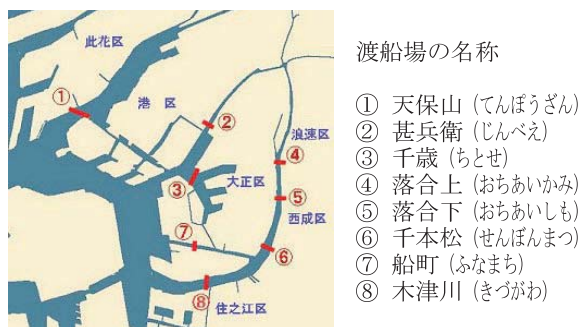 此花区
①
港 区
②
浪速区
④
③
大正区
⑤
西成区
⑦
⑥
⑧
住之江区
渡船場の名称
① 天保山 (てんぽうざん)
② 甚兵衛 (じんべえ)
③ 千歳 (ちとせ)
④ 落合上 (おちあいかみ)
⑤ 落合下 (おちあいしも)
⑥ 千本松 (せんぼんまつ)
⑦ 船町 (ふなまち)
⑧ 木津川 (きづがわ)